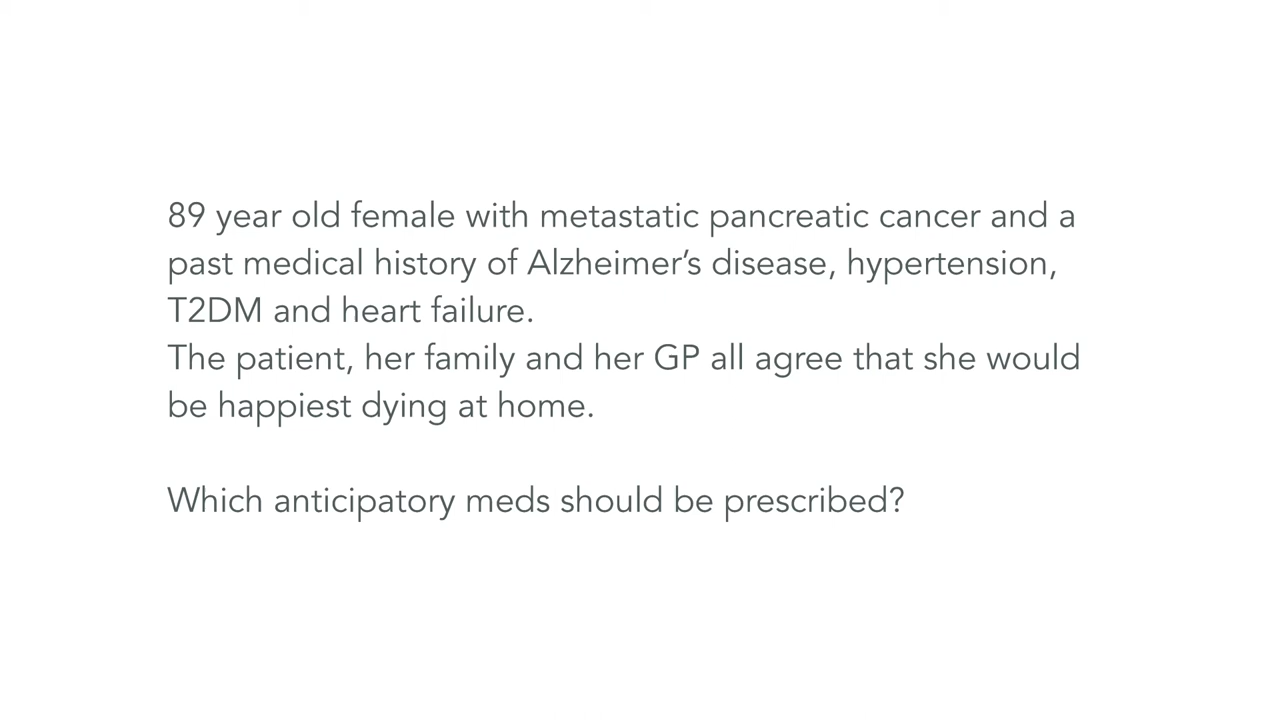 89 year old female with metastatic pancreatic cancer and a
past medical history of Alzheimer’s disease, hypertension,
T2DM and heart failure.
The patient, her family and her GP all agree that she would
be happiest dying at home.
Which anticipatory meds should be prescribed?